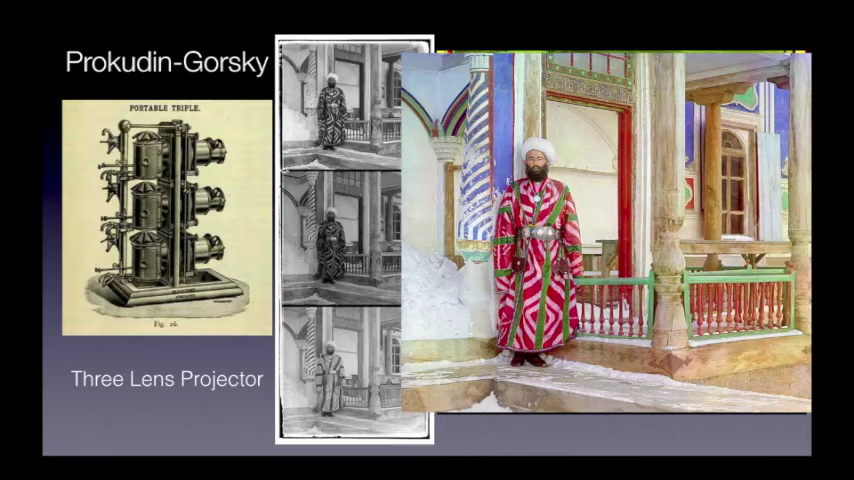 Prokudin-Gorsky
PORTABLE TRIPLE.
Fig. 26.
Three Lens Projector